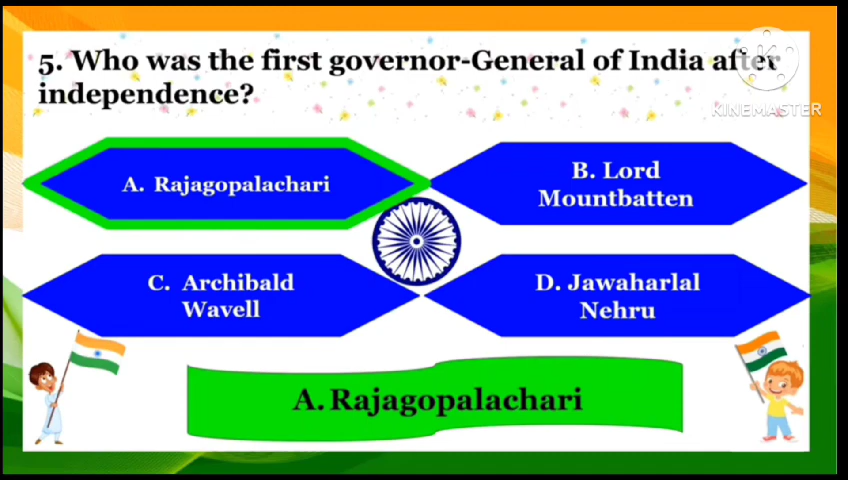 5. Who was the first governor-General of India after
independence?
KINEMASTER
A. Rajagopalachari
B. Lord
Mountbatten
C. Archibald
Wavell
D. Jawaharlal
Nehru
A. Rajagopalachari